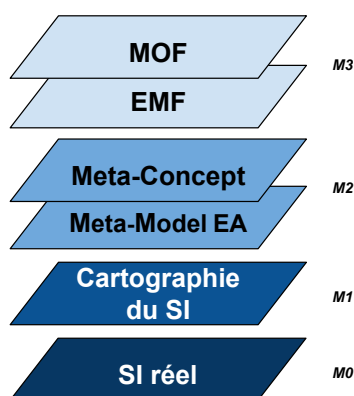 MOF
M3
EMF
Meta-Concept
M2
Meta-Model EA
Cartographie
du SI
M1
SI réel
M0